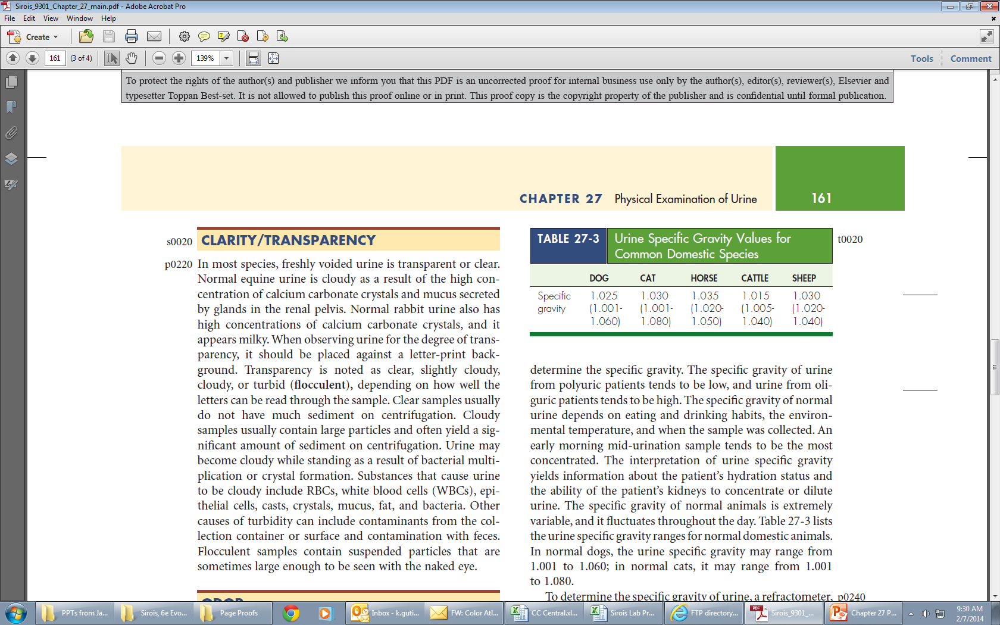 Sirois_9301_Chapter_27_main.pdf - Adobe Acrobat Pro
File Edit View Window Help
Create
161 (3 of 4) 139% Tools Comment
To protect the rights of the author(s) and publisher we inform you that this PDF is an uncorrected proof for internal business use only by the author(s), editor(s), reviewer(s), Elsevier and
typesetter Toppan Best-set. It is not allowed to publish this proof online or in print. This proof copy is the copyright property of the publisher and is confidential until formal publication.
CHAPTER 27 Physical Examination of Urine 161
s0020 CLARITY/TRANSPARENCY
p0220 In most species, freshly voided urine is transparent or clear.
Normal equine urine is cloudy as a result of the high con-
centration of calcium carbonate crystals and mucus secreted
by glands in the renal pelvis. Normal rabbit urine also has
high concentrations of calcium carbonate crystals, and it
appears milky. When observing urine for the degree of trans-
parency, it should be placed against a letter-print back-
ground. Transparency is noted as clear, slightly cloudy,
cloudy, or turbid (flocculent), depending on how well the
letters can be read through the sample. Clear samples usually
do not have much sediment on centrifugation. Cloudy
samples usually contain large particles and often yield a sig-
nificant amount of sediment on centrifugation. Urine may
become cloudy while standing as a result of bacterial multi-
plication or crystal formation. Substances that cause urine
to be cloudy include RBCs, white blood cells (WBCs), epi-
thelial cells, casts, crystals, mucus, fat, and bacteria. Other
causes of turbidity can include contaminants from the col-
lection container or surface and contamination with feces.
Flocculent samples contain suspended particles that are
sometimes large enough to be seen with the naked eye.
ODOR
TABLE 27-3 Urine Specific Gravity Values for t0020
Common Domestic Species
DOG CAT HORSE CATTLE SHEEP
Specific 1.025 1.030 1.035 1.015 1.030
gravity (1.001- (1.001- (1.020- (1.005- (1.020-
1.060) 1.080) 1.050) 1.040) 1.040)
determine the specific gravity. The specific gravity of urine
from polyuric patients tends to be low, and urine from oli-
guric patients tends to be high. The specific gravity of normal
urine depends on eating and drinking habits, the environ-
mental temperature, and when the sample was collected. An
early morning mid-urination sample tends to be the most
concentrated. The interpretation of urine specific gravity
yields information about the patient's hydration status and
the ability of the patient's kidneys to concentrate or dilute
urine. The specific gravity of normal animals is extremely
variable, and it fluctuates throughout the day. Table 27-3 lists
the urine specific gravity ranges for normal domestic animals.
In normal dogs, the urine specific gravity may range from
1.001 to 1.060; in normal cats, it may range from 1.001
to 1.080.
To determine the specific gravity of urine, a refractometer, p0240
PPTs from Ja... Sirois, 6e Evo... Page Proofs Inbox - k.guti... FW: Color Atl... CC Central.xl... Sirois Lab Pr... FTP directory... Sirois_9301_... Chapter 27 P... 9:30 AM
2/7/2014